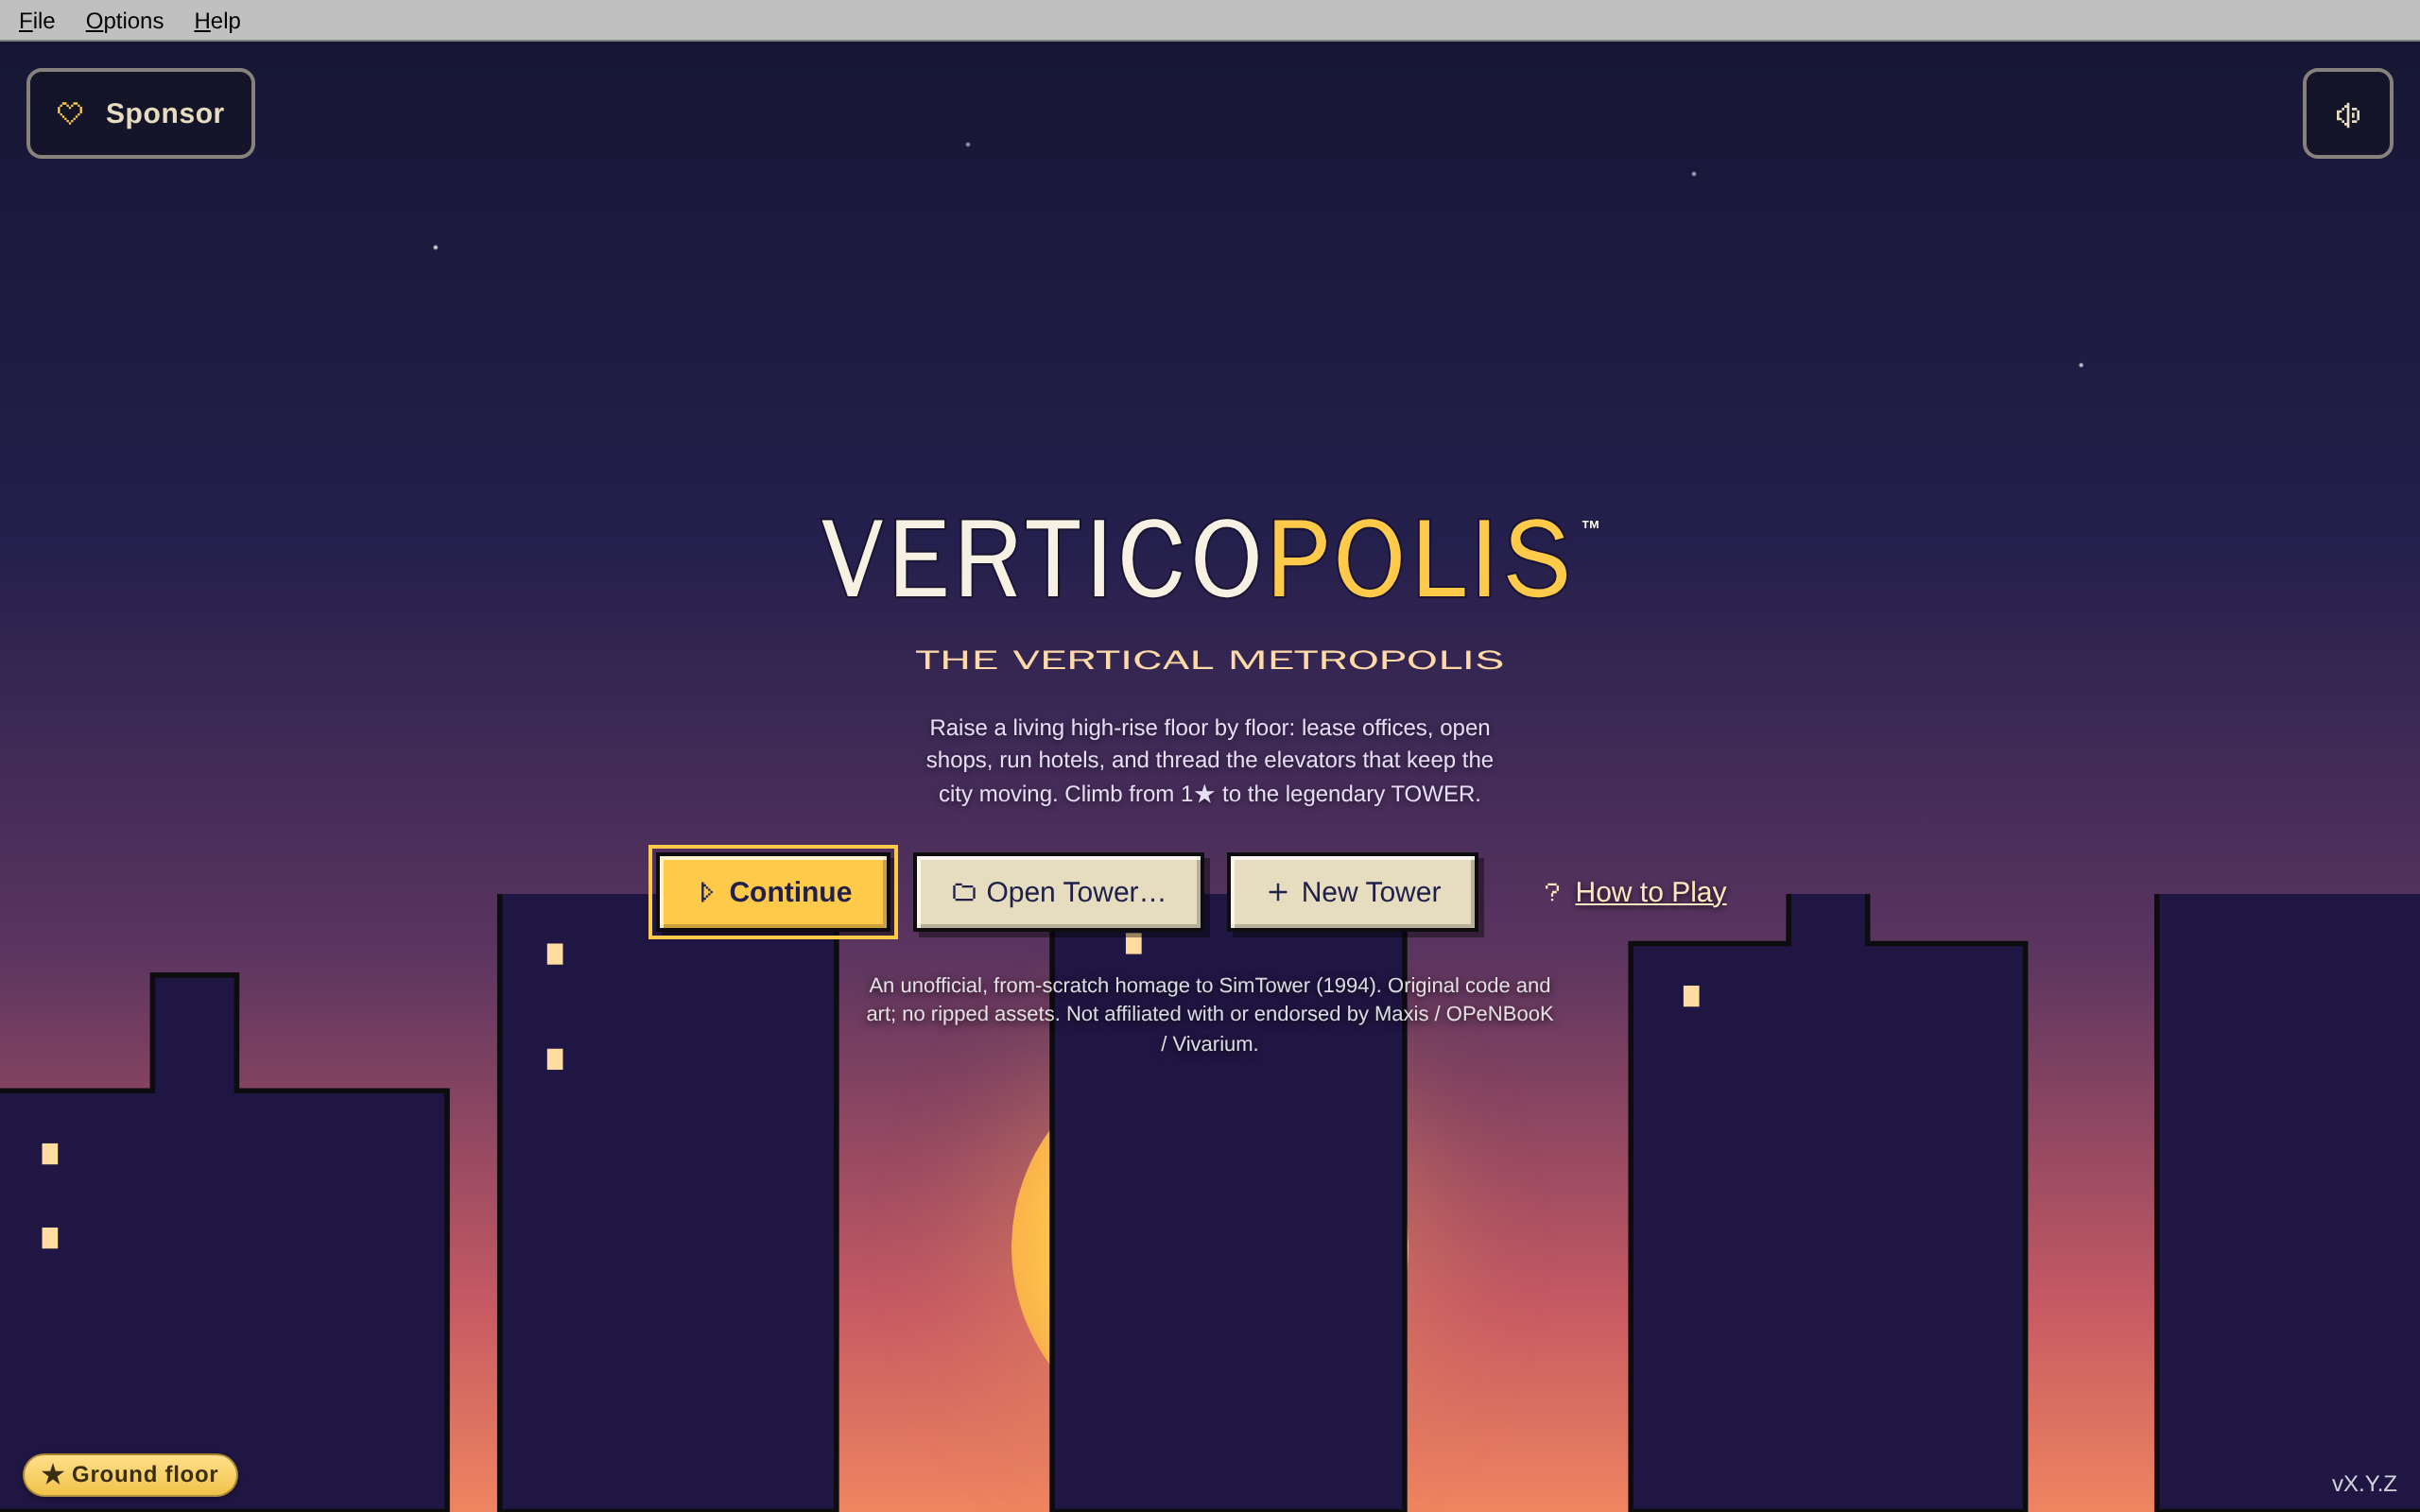 File Options Help
Sponsor
VERTICOPOLIS™
THE VERTICAL METROPOLIS
Raise a living high-rise floor by floor: lease offices, open
shops, run hotels, and thread the elevators that keep the
city moving. Climb from 1★ to the legendary TOWER.
Continue
Open Tower…
+ New Tower
? How to Play
An unofficial, from-scratch homage to SimTower (1994). Original code and
art; no ripped assets. Not affiliated with or endorsed by Maxis / OPeNBooK
/ Vivarium.
★ Ground floor
vX.Y.Z